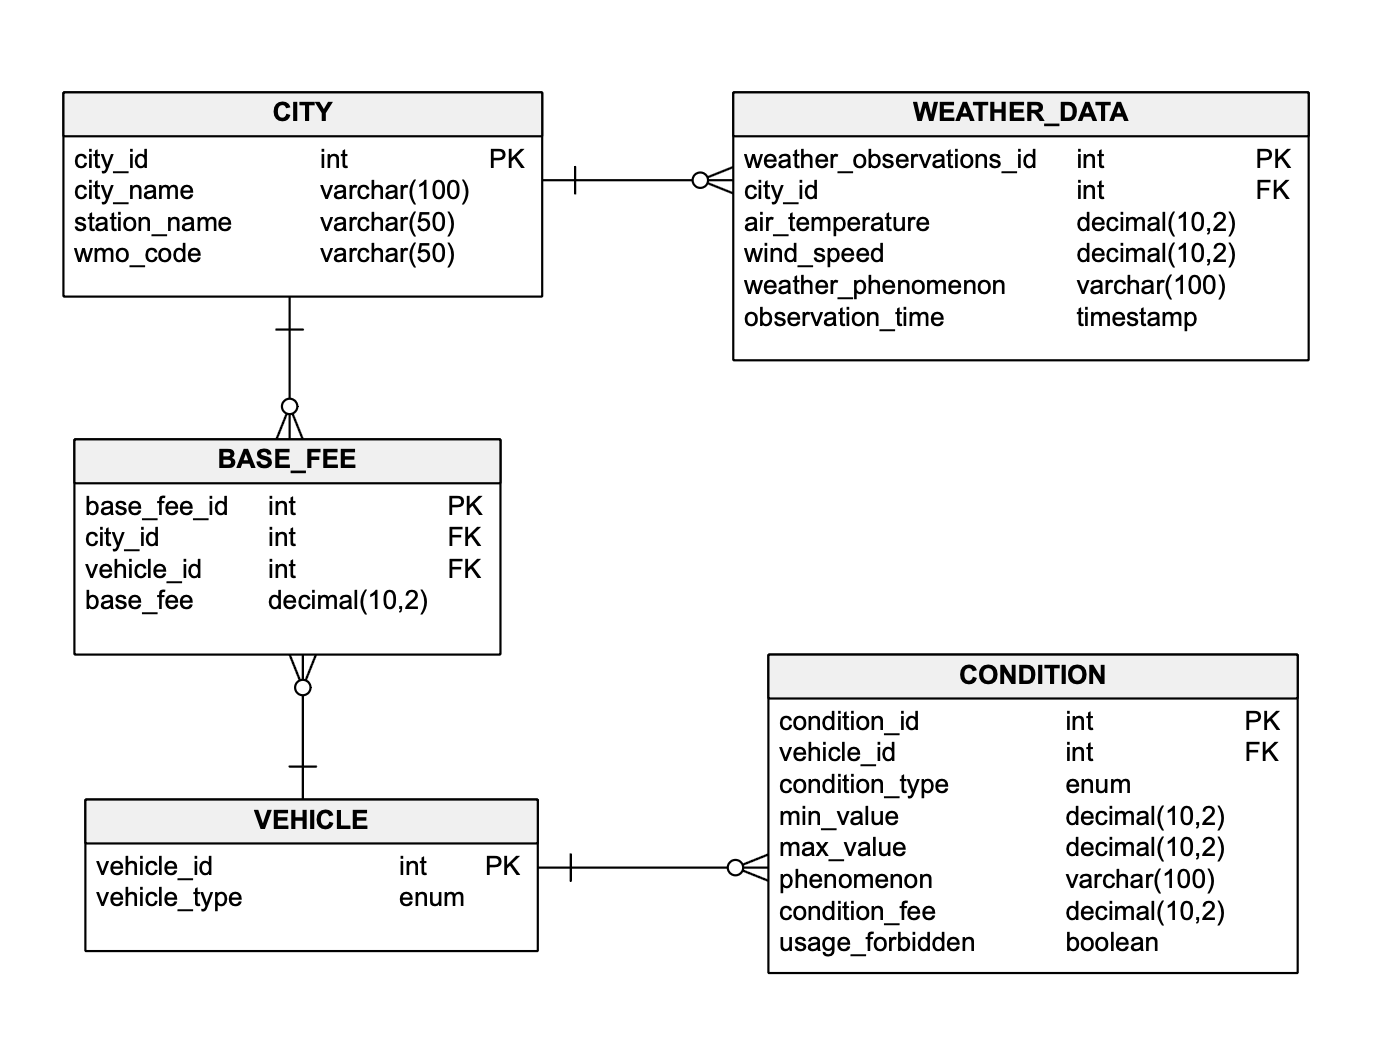 CITY
city_id int PK
city_name varchar(100)
station_name varchar(50)
wmo_code varchar(50)
WEATHER_DATA
weather_observations_id int PK
city_id int FK
air_temperature decimal(10,2)
wind_speed decimal(10,2)
weather_phenomenon varchar(100)
observation_time timestamp
BASE_FEE
base_fee_id int PK
city_id int FK
vehicle_id int FK
base_fee decimal(10,2)
CONDITION
condition_id int PK
vehicle_id int FK
condition_type enum
min_value decimal(10,2)
max_value decimal(10,2)
phenomenon varchar(100)
condition_fee decimal(10,2)
usage_forbidden boolean
VEHICLE
vehicle_id int PK
vehicle_type enum